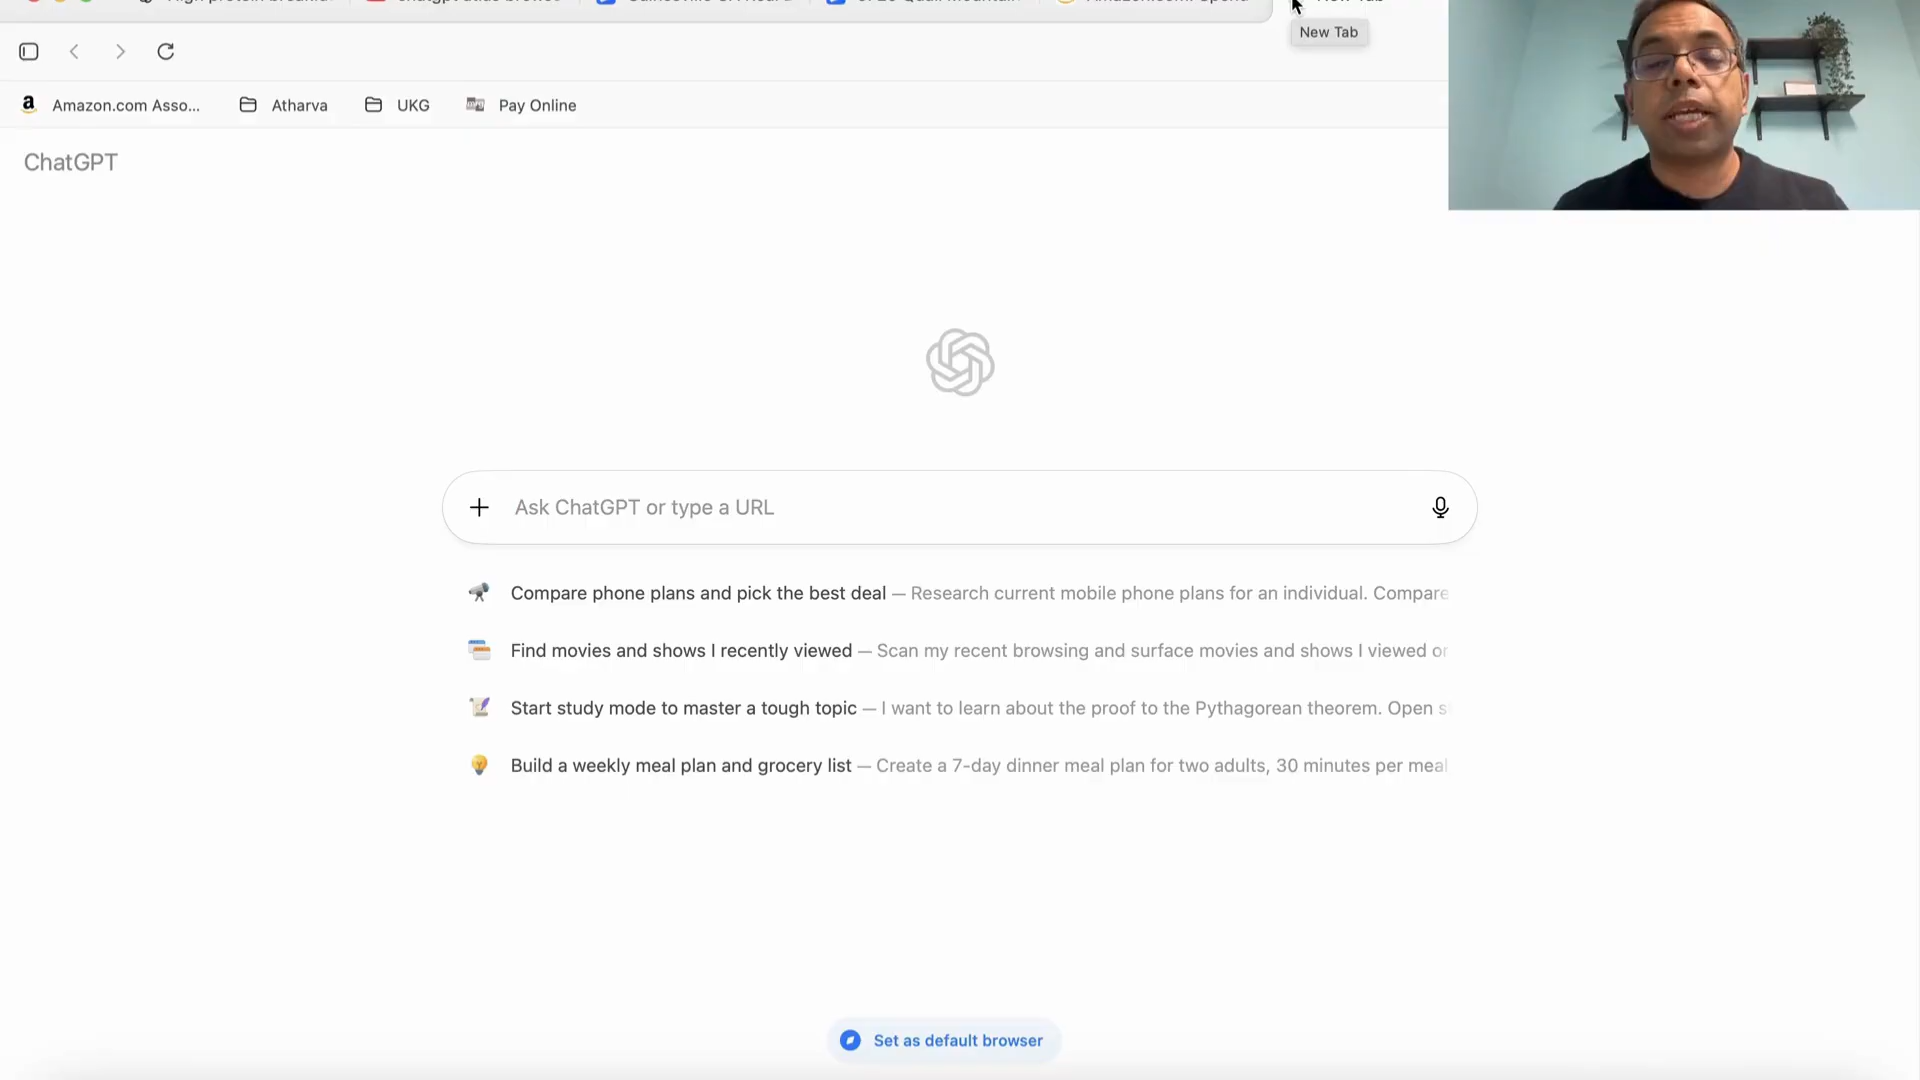 New Tab
Amazon.com Asso...
Atharva
UKG
Pay Online
ChatGPT
Ask ChatGPT or type a URL
Compare phone plans and pick the best deal — Research current mobile phone plans for an individual. Compare
Find movies and shows I recently viewed — Scan my recent browsing and surface movies and shows I viewed or
Start study mode to master a tough topic — I want to learn about the proof to the Pythagorean theorem. Open
Build a weekly meal plan and grocery list — Create a 7-day dinner meal plan for two adults, 30 minutes per meal
Set as default browser